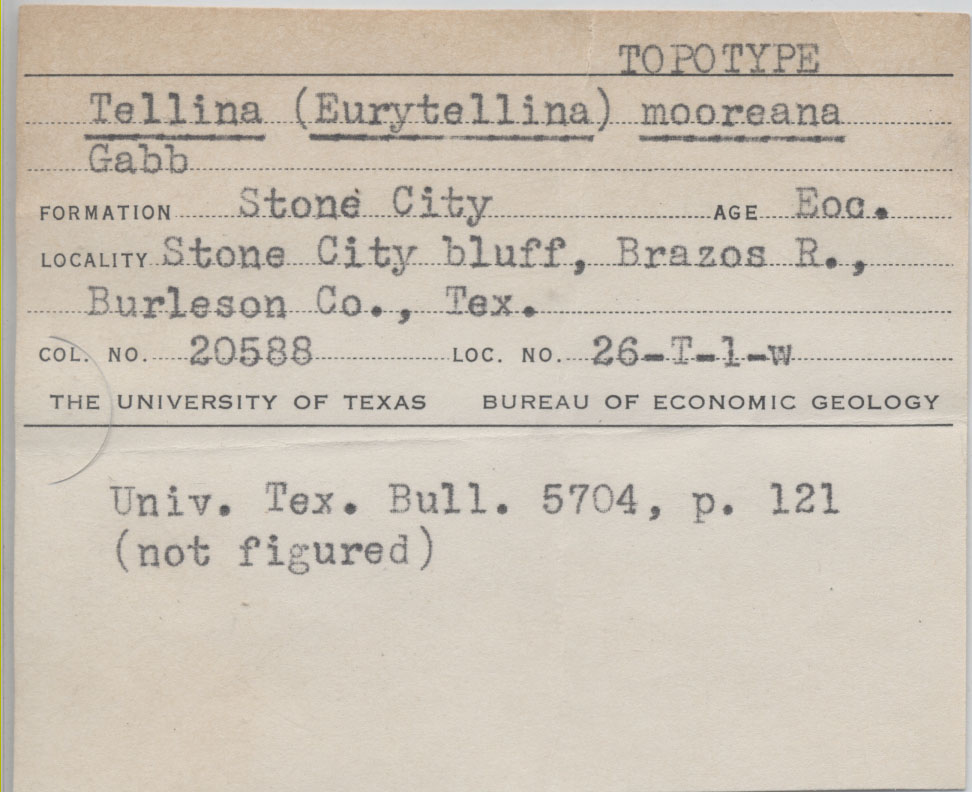 TOPOTYPE
Tellina (Eurytellina) mooreana
Gabb
FORMATION Stone City AGE Eoc.
LOCALITY Stone City bluff, Brazos R.,
Burleson Co., Tex.
COL. NO. 20588 LOC. NO. 26-T-1-w
THE UNIVERSITY OF TEXAS BUREAU OF ECONOMIC GEOLOGY
Univ. Tex. Bull. 5704, p. 121
(not figured)